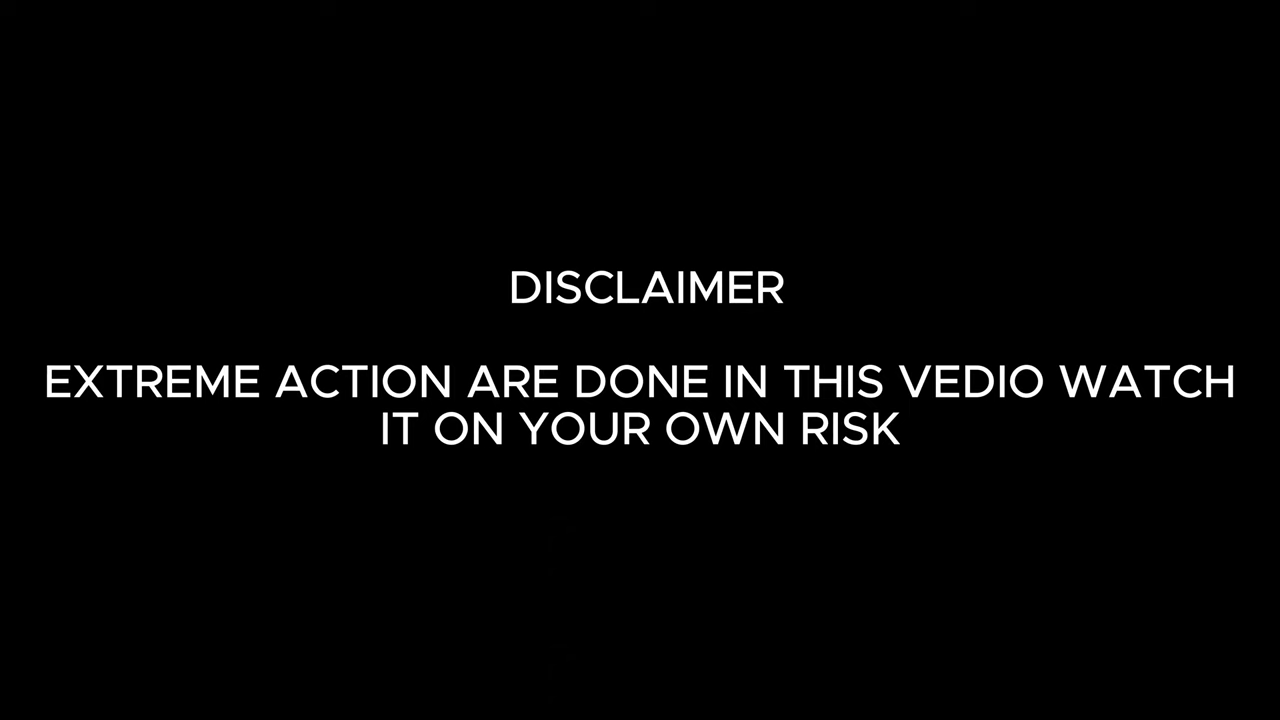 DISCLAIMER
EXTREME ACTION ARE DONE IN THIS VEDIO WATCH
IT ON YOUR OWN RISK